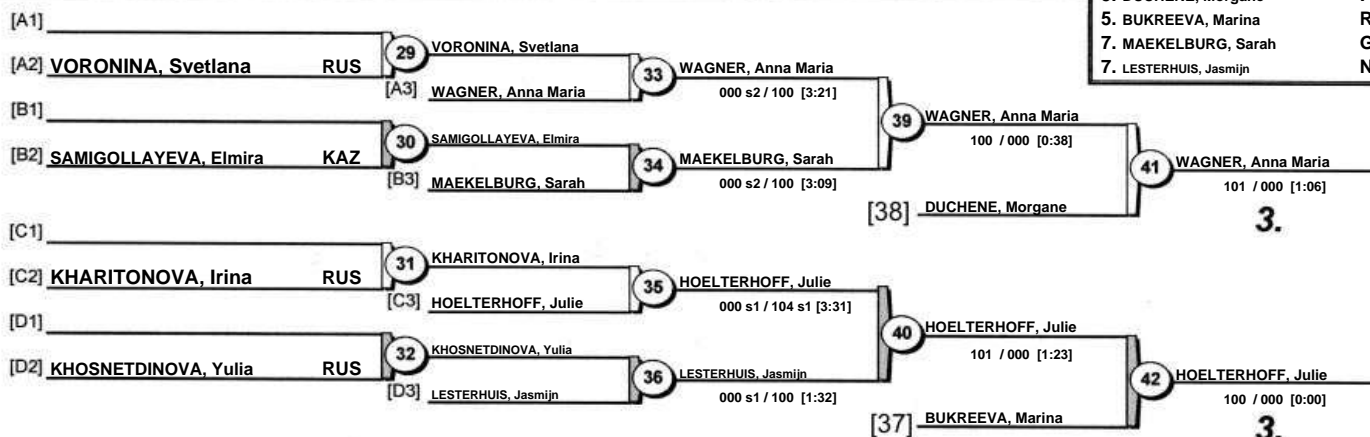 [A1]
[A2] VORONINA, Svetlana RUS
29
VORONINA, Svetlana
[A3] WAGNER, Anna Maria
33
WAGNER, Anna Maria
000 s2 / 100 [3:21]
[B1]
[B2] SAMIGOLLAYEVA, Elmira KAZ
30
SAMIGOLLAYEVA, Elmira
[B3] MAEKELBURG, Sarah
34
MAEKELBURG, Sarah
000 s2 / 100 [3:09]
39
WAGNER, Anna Maria
100 / 000 [0:38]
[38] DUCHENE, Morgane
41
WAGNER, Anna Maria
101 / 000 [1:06]
3.
[C1]
[C2] KHARITONOVA, Irina RUS
31
KHARITONOVA, Irina
[C3] HOELTERHOFF, Julie
35
HOELTERHOFF, Julie
000 s1 / 104 s1 [3:31]
[D1]
[D2] KHOSNETDINOVA, Yulia RUS
32
KHOSNETDINOVA, Yulia
[D3] LESTERHUIS, Jasmijn
36
LESTERHUIS, Jasmijn
000 s1 / 100 [1:32]
40
HOELTERHOFF, Julie
101 / 000 [1:23]
[37] BUKREEVA, Marina
42
HOELTERHOFF, Julie
100 / 000 [0:00]
3.
5. BUKREEVA, Marina R
7. MAEKELBURG, Sarah G
7. LESTERHUIS, Jasmijn N